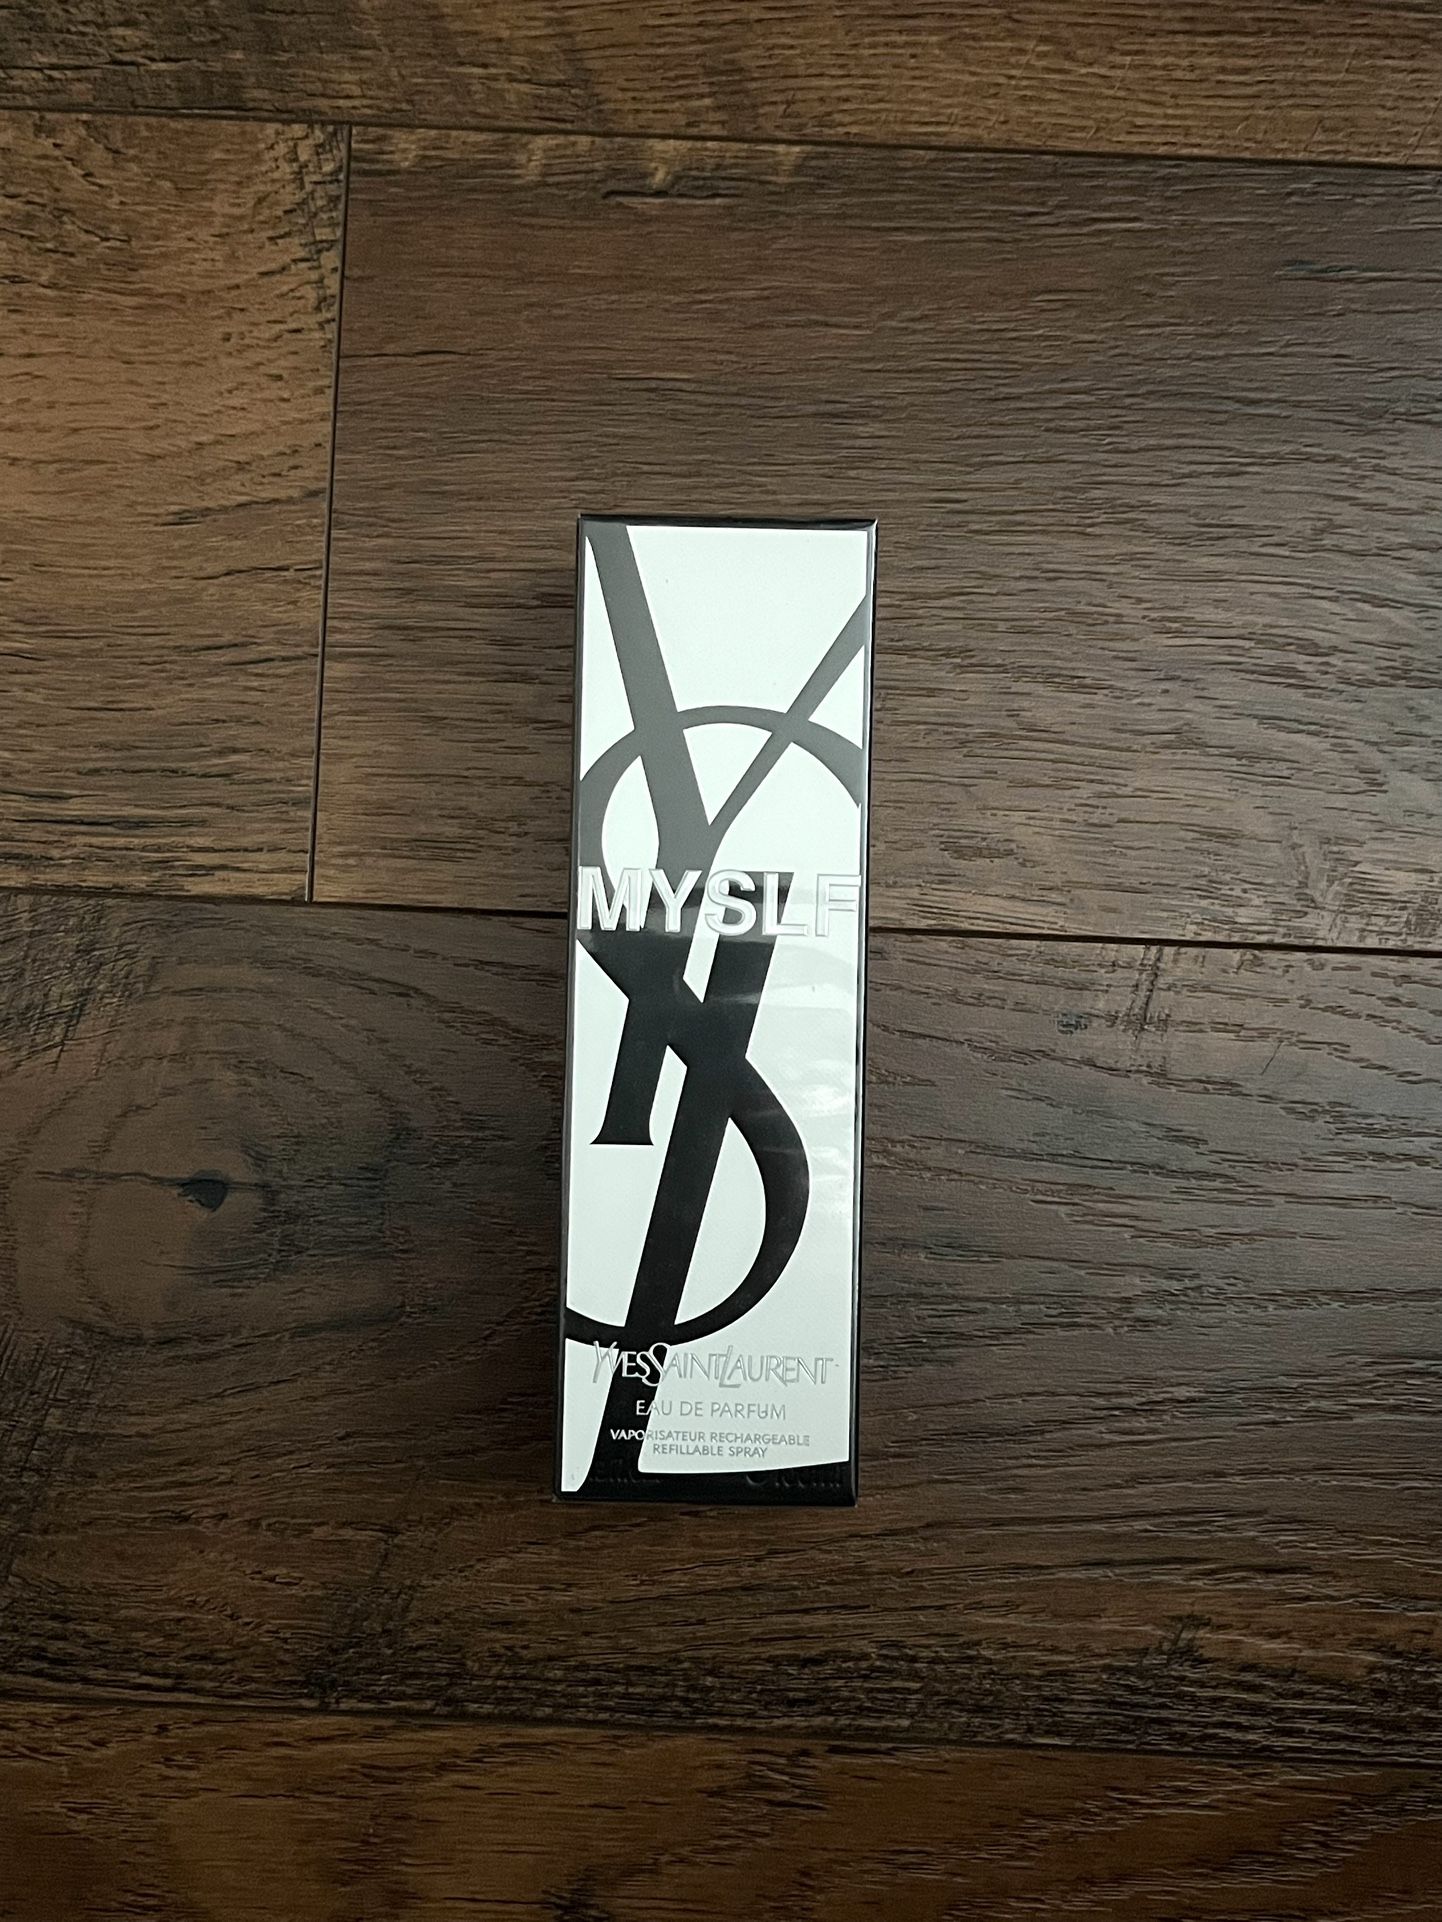 MYSLF
YVESSAINTLAURENT
EAU DE PARFUM
VAPORISATEUR RECHARGEABLE
REFILLABLE SPRAY